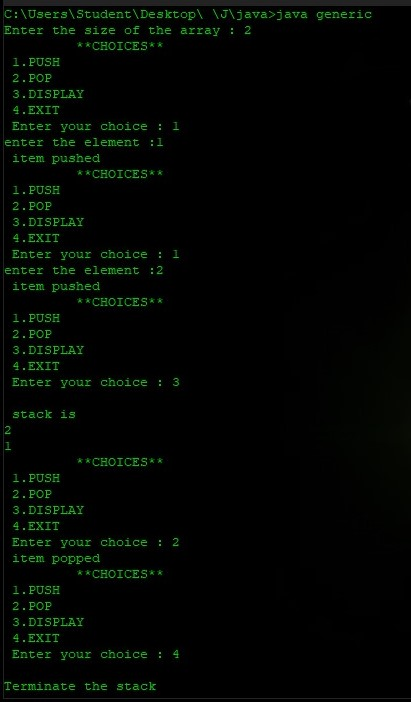 C:\Users\Student\Desktop\ \J\java>java generic
Enter the size of the array : 2
**CHOICES**
1.PUSH
2.POP
3.DISPLAY
4.EXIT
Enter your choice : 1
enter the element :1
item pushed
**CHOICES**
1.PUSH
2.POP
3.DISPLAY
4.EXIT
Enter your choice : 1
enter the element :2
item pushed
**CHOICES**
1.PUSH
2.POP
3.DISPLAY
4.EXIT
Enter your choice : 3
stack is
2
1
**CHOICES**
1.PUSH
2.POP
3.DISPLAY
4.EXIT
Enter your choice : 2
item popped
**CHOICES**
1.PUSH
2.POP
3.DISPLAY
4.EXIT
Enter your choice : 4
Terminate the stack